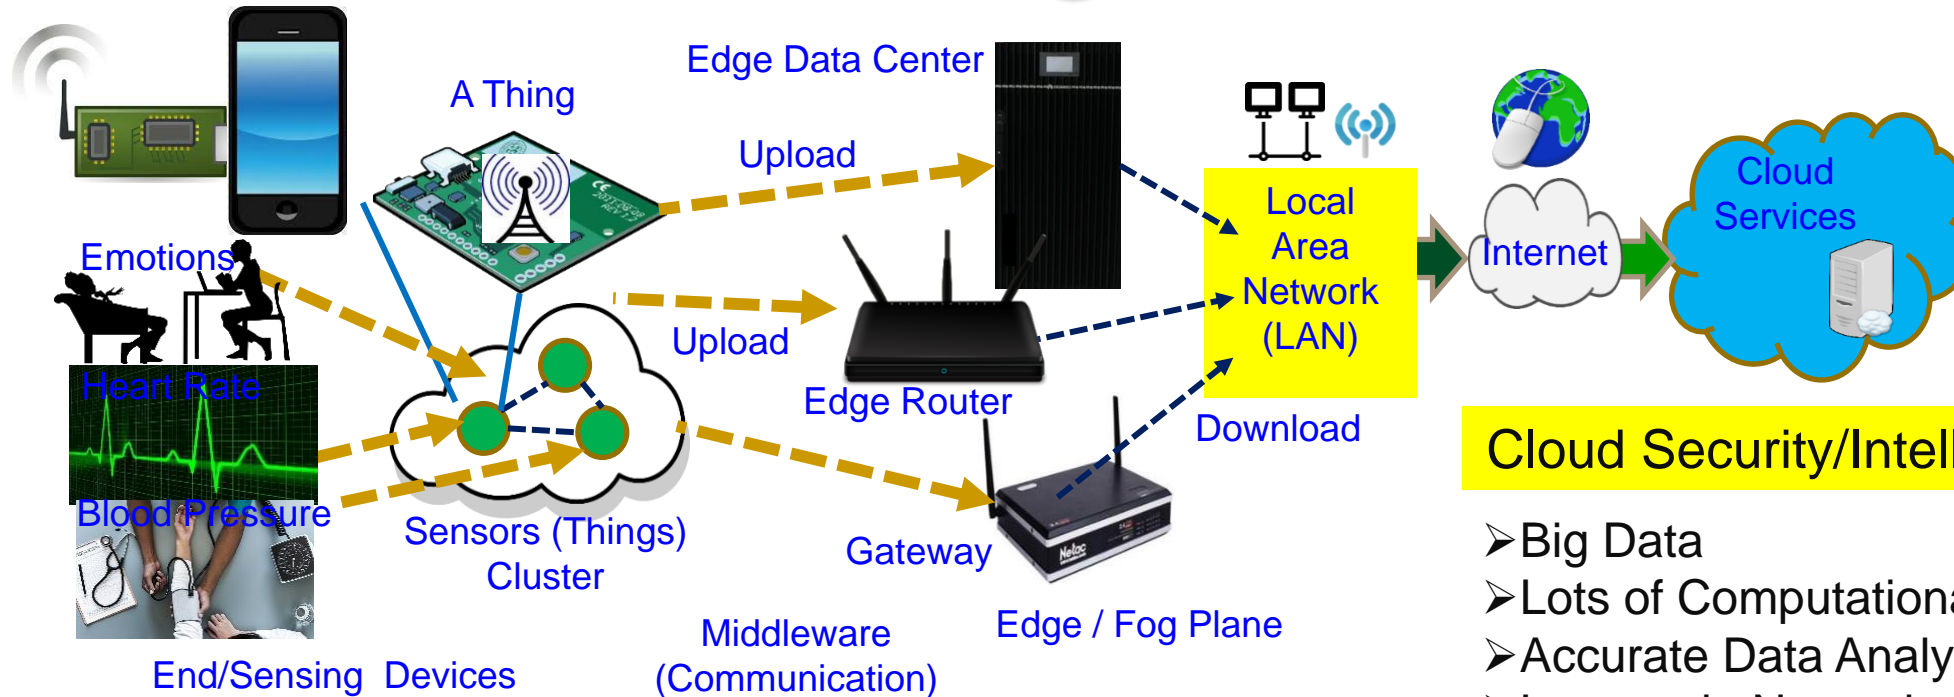 Edge Data Center
A Thing
Upload
Local
Area
Network
(LAN)
Cloud
Services
Internet
Emotions
Upload
Heart Rate
Edge Router
Download
Blood Pressure
Sensors (Things)
Cluster
Gateway
Netac
Middleware
(Communication)
Edge / Fog Plane
End/Sensing Devices
Cloud Security/Intell
➢Big Data
➢Lots of Computationa
➢Accurate Data Analy